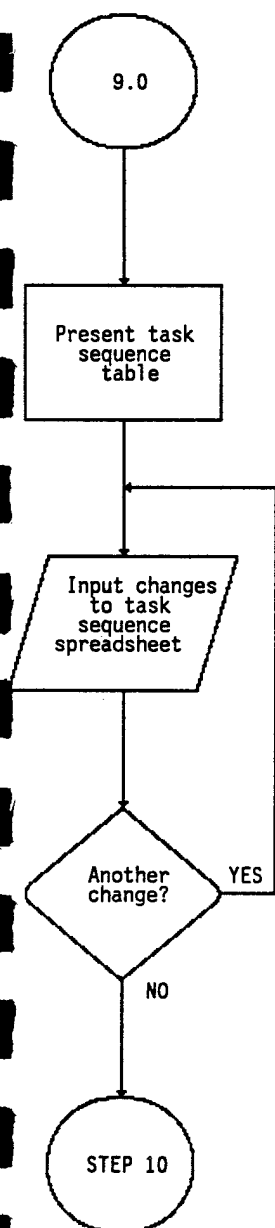 9.0
Present task
sequence
table
Input changes
to task
sequence
spreadsheet
Another
change?
YES
NO
STEP 10